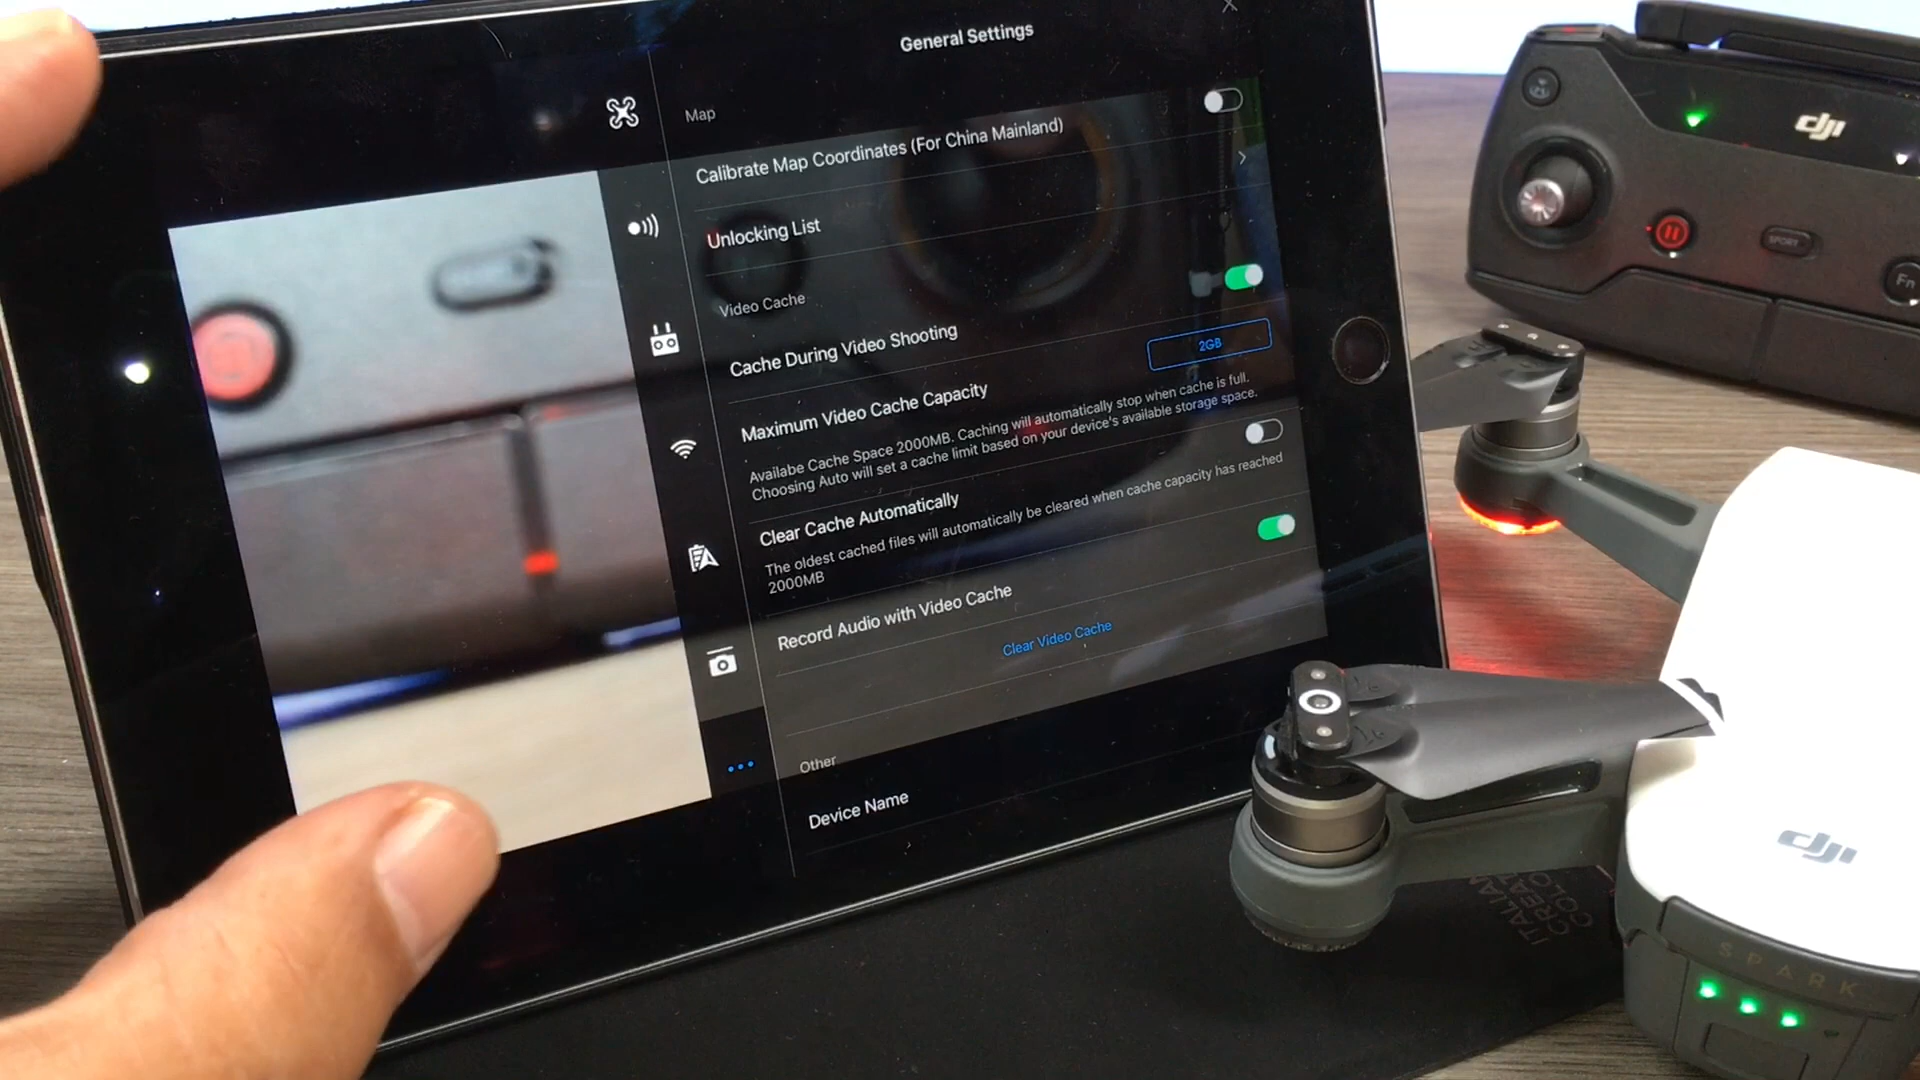 General Settings
Map
Calibrate Map Coordinates (For China Mainland)
Unlocking List
Video Cache
Cache During Video Shooting
Maximum Video Cache Capacity
2GB
Availabe Cache Space 2000MB. Caching will automatically stop when cache is full.
Choosing Auto will set a cache limit based on your device's available storage space.
Clear Cache Automatically
The oldest cached files will automatically be cleared when cache capacity has reached
2000MB
Record Audio with Video Cache
Clear Video Cache
Other
Device Name
dji
SPORT
Fn
dji
SPARK
ITALIAN